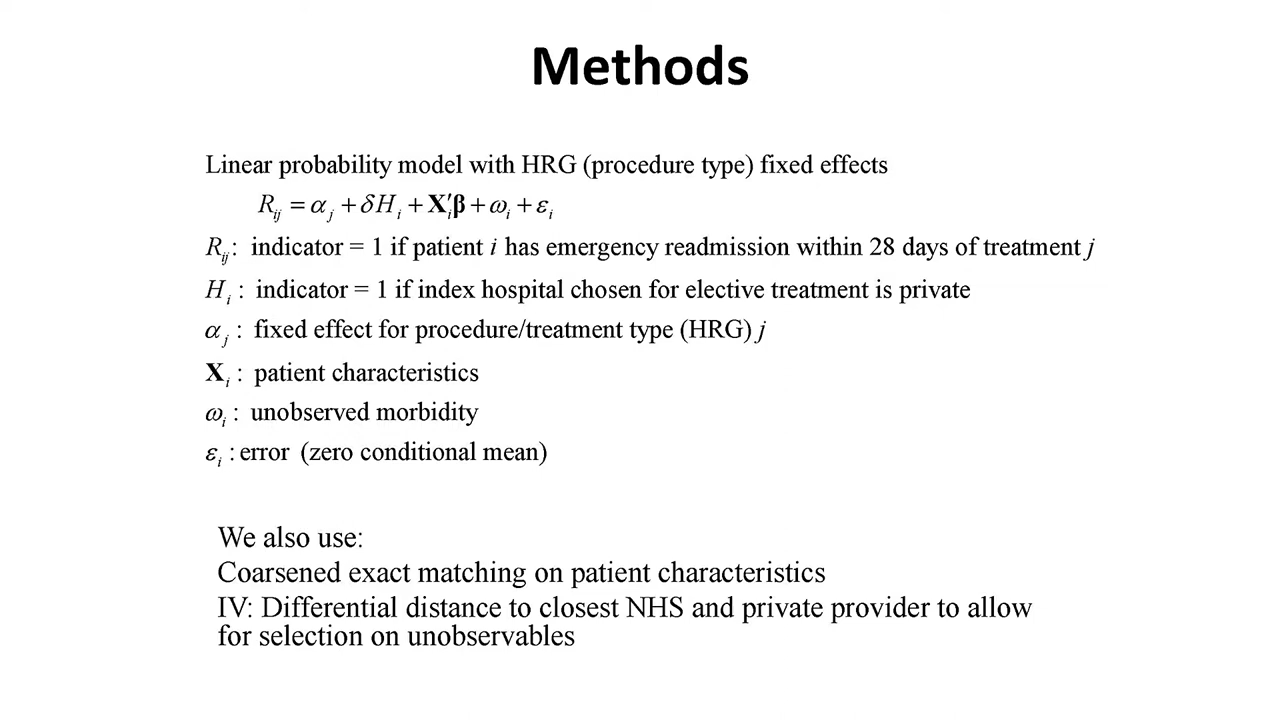 Methods
Linear probability model with HRG (procedure type) fixed effects
R_ij = α_j + δH_i + X′_iβ + ω_i + ε_i
R_ij: indicator = 1 if patient i has emergency readmission within 28 days of treatment j
H_i : indicator = 1 if index hospital chosen for elective treatment is private
α_j : fixed effect for procedure/treatment type (HRG) j
X_i : patient characteristics
ω_i : unobserved morbidity
ε_i : error (zero conditional mean)
We also use:
Coarsened exact matching on patient characteristics
IV: Differential distance to closest NHS and private provider to allow
for selection on unobservables